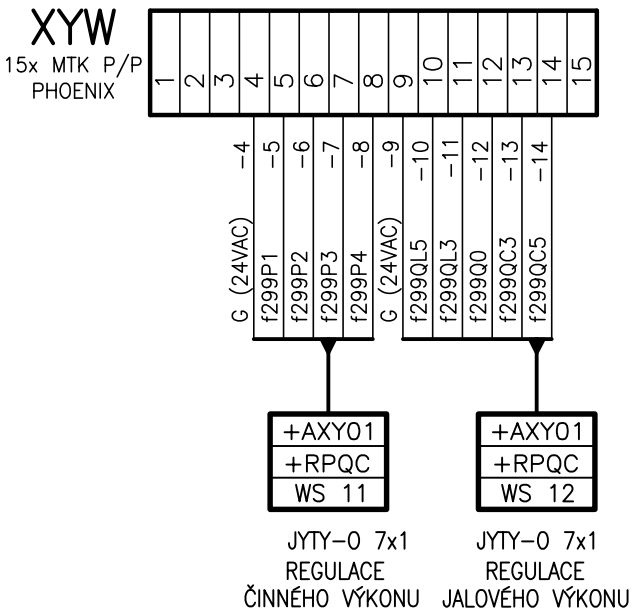 XYW
15x MTK P/P
PHOENIX
1
2
3
4
5
6
7
8
9
10
11
12
13
14
15
G (24VAC) -4
f299P1 -5
f299P2 -6
f299P3 -7
f299P4 -8
G (24VAC) -9
f299QL5 -10
f299QL3 -11
f299Q0 -12
f299QC3 -13
f299QC5 -14
+AXY01
+RPQC
WS 11
JYTY-O 7x1
REGULACE
ČINNÉHO VÝKONU
+AXY01
+RPQC
WS 12
JYTY-O 7x1
REGULACE
JALOVÉHO VÝKONU